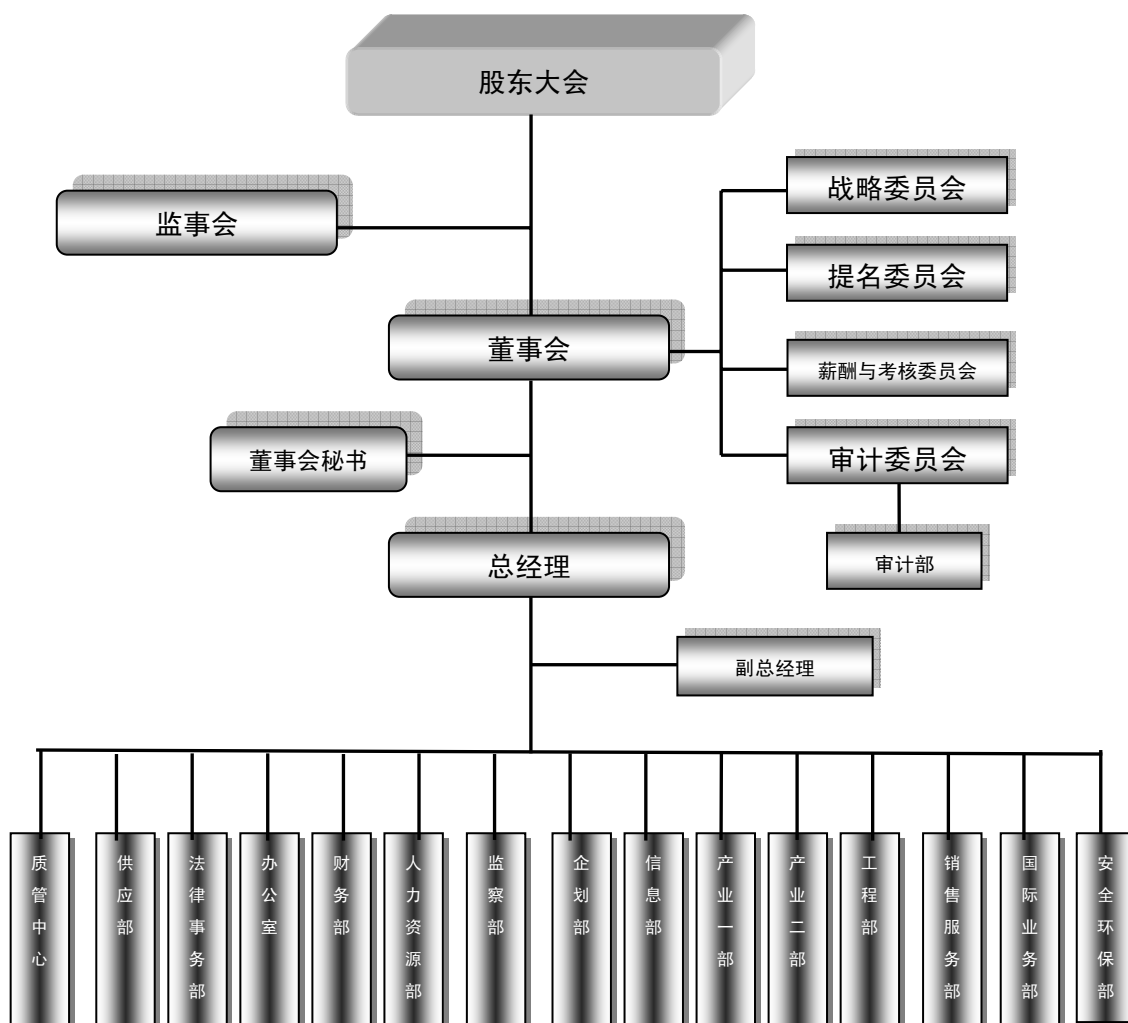 股东大会
战略委员会
监事会
提名委员会
董事会
薪酬与考核委员会
董事会秘书
审计委员会
总经理
审计部
副总经理
质管中心
供应部
法律事务部
办公室
财务部
人力资源部
监察部
企划部
信息部
产业一部
产业二部
工程部
销售服务部
国际业务部
安全环保部